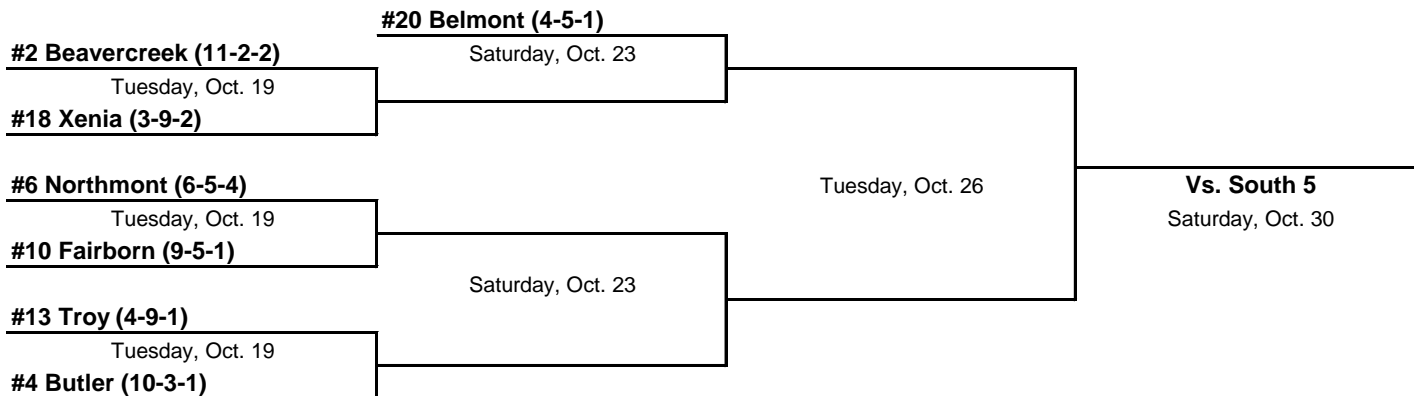 #20 Belmont (4-5-1)
#2 Beavercreek (11-2-2)
Saturday, Oct. 23
Tuesday, Oct. 19
#18 Xenia (3-9-2)
#6 Northmont (6-5-4)
Tuesday, Oct. 26
Vs. South 5
Tuesday, Oct. 19
Saturday, Oct. 30
#10 Fairborn (9-5-1)
Saturday, Oct. 23
#13 Troy (4-9-1)
Tuesday, Oct. 19
#4 Butler (10-3-1)